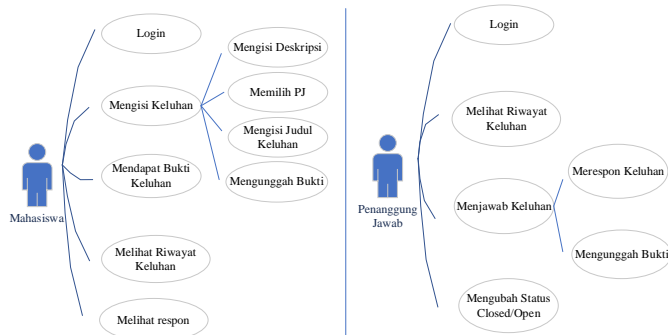 Login
Mengisi Deskripsi
Memilih PJ
Mengisi Keluhan
Mengisi Judul
Keluhan
Mengunggah Bukti
Mendapat Bukti
Keluhan
Mahasiswa
Melihat Riwayat
Keluhan
Melihat respon
Login
Melihat Riwayat
Keluhan
Merespon Keluhan
Menjawab Keluhan
Penanggung
Jawab
Mengunggah Bukti
Mengubah Status
Closed/Open